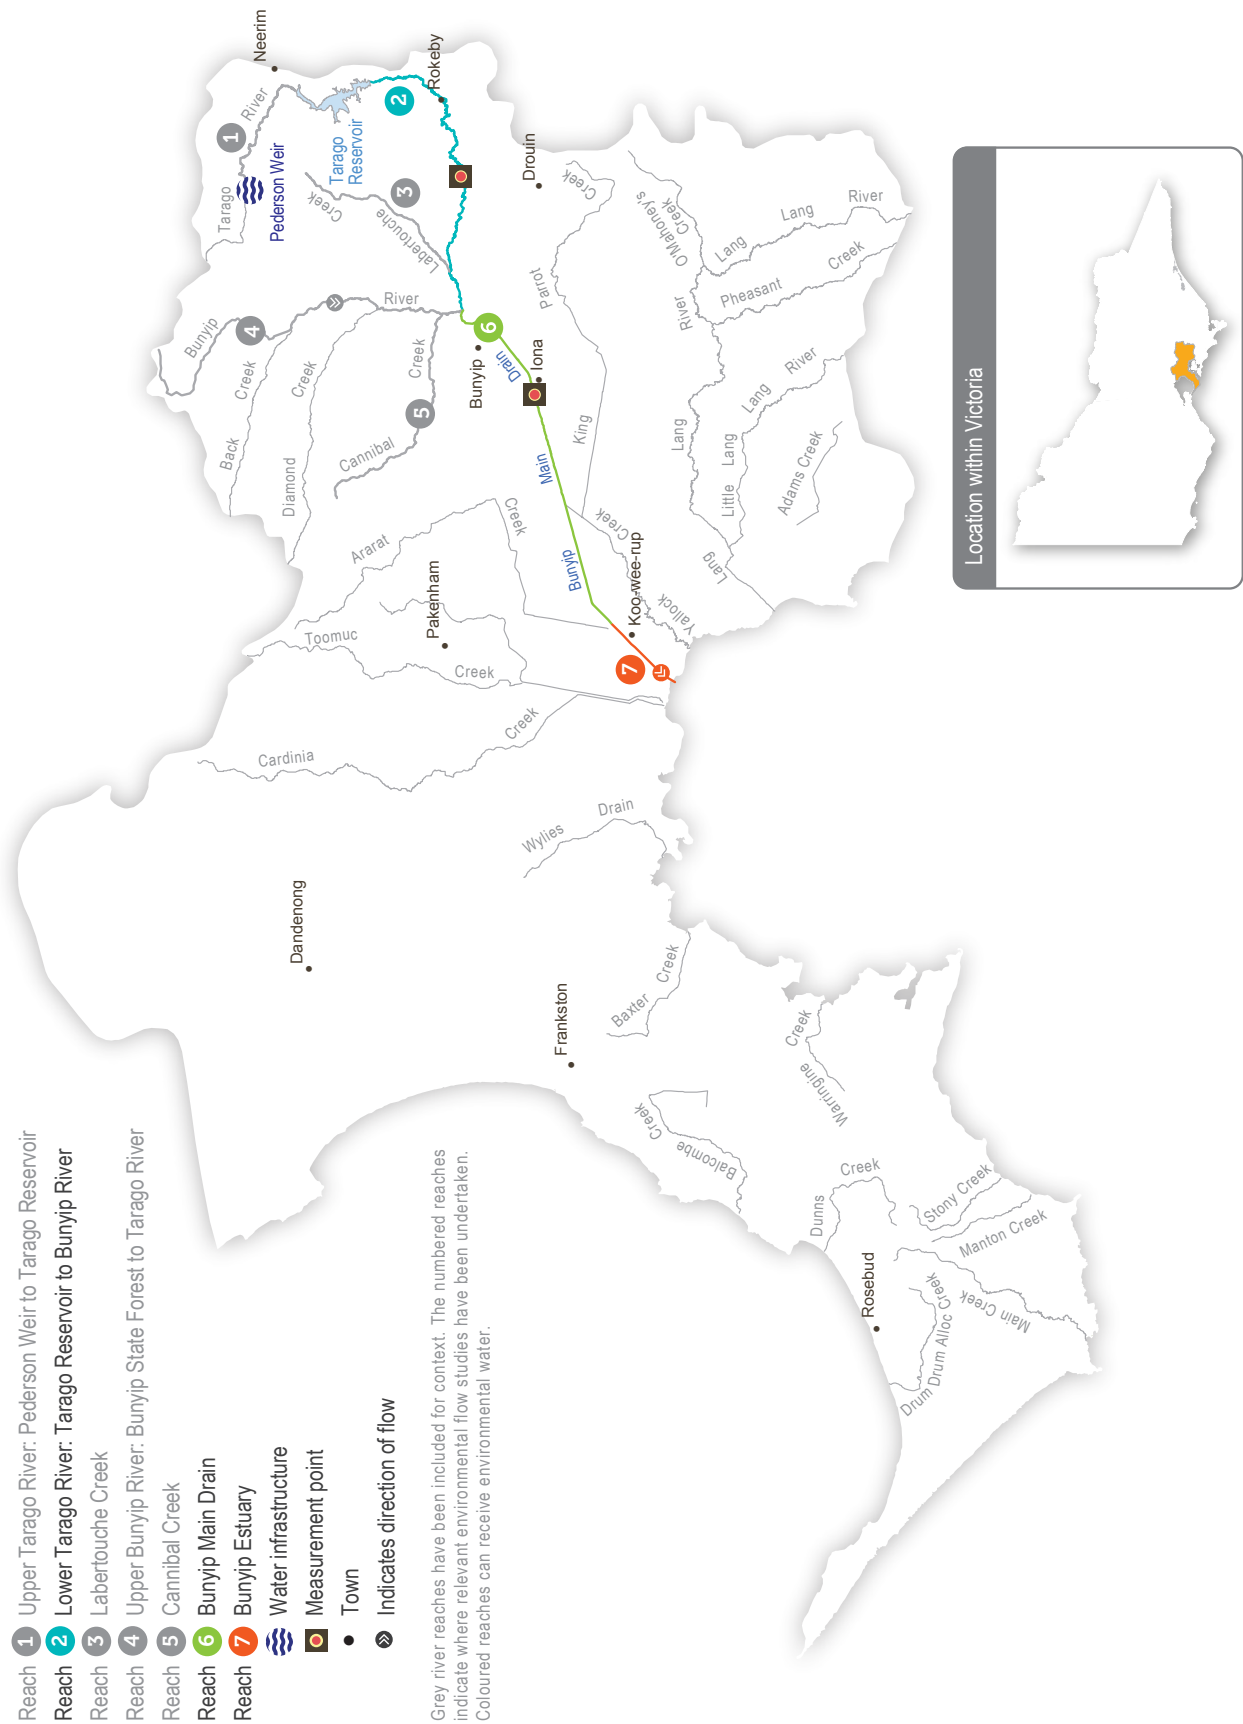 Reach 1 Upper Tarago River: Pederson Weir to Tarago Reservoir
Reach 2 Lower Tarago River: Tarago Reservoir to Bunyip River
Reach 3 Labertouche Creek
Reach 4 Upper Bunyip River: Bunyip State Forest to Tarago River
Reach 5 Cannibal Creek
Reach 6 Bunyip Main Drain
Reach 7 Bunyip Estuary
Water infrastructure
Measurement point
Town
Indicates direction of flow
Grey river reaches have been included for context. The numbered reaches
indicate where relevant environmental flow studies have been undertaken.
Coloured reaches can receive environmental water.
Neerim
1
Tarago River
Pederson Weir
Tarago
Reservoir
2
Rokeby
3
Labertouche Creek
Drouin
4
Bunyip River
Back Creek
Diamond Creek
5
Cannibal Creek
Bunyip
6
Iona
Bunyip Main Drain
King Parrot Creek
O'Mahoney's Creek
Lang Lang River
Pheasant Creek
Lang Lang River
Little Lang Lang River
Adams Creek
Ararat Creek
Pakenham
Toomuc Creek
Koo-wee-rup
Yallock Creek
7
Cardinia Creek
Wylies Drain
Dandenong
Frankston
Baxter Creek
Balcombe Creek
Warringine Creek
Dunns Creek
Stony Creek
Manton Creek
Main Creek
Drum Drum Alloc Creek
Rosebud
Location within Victoria